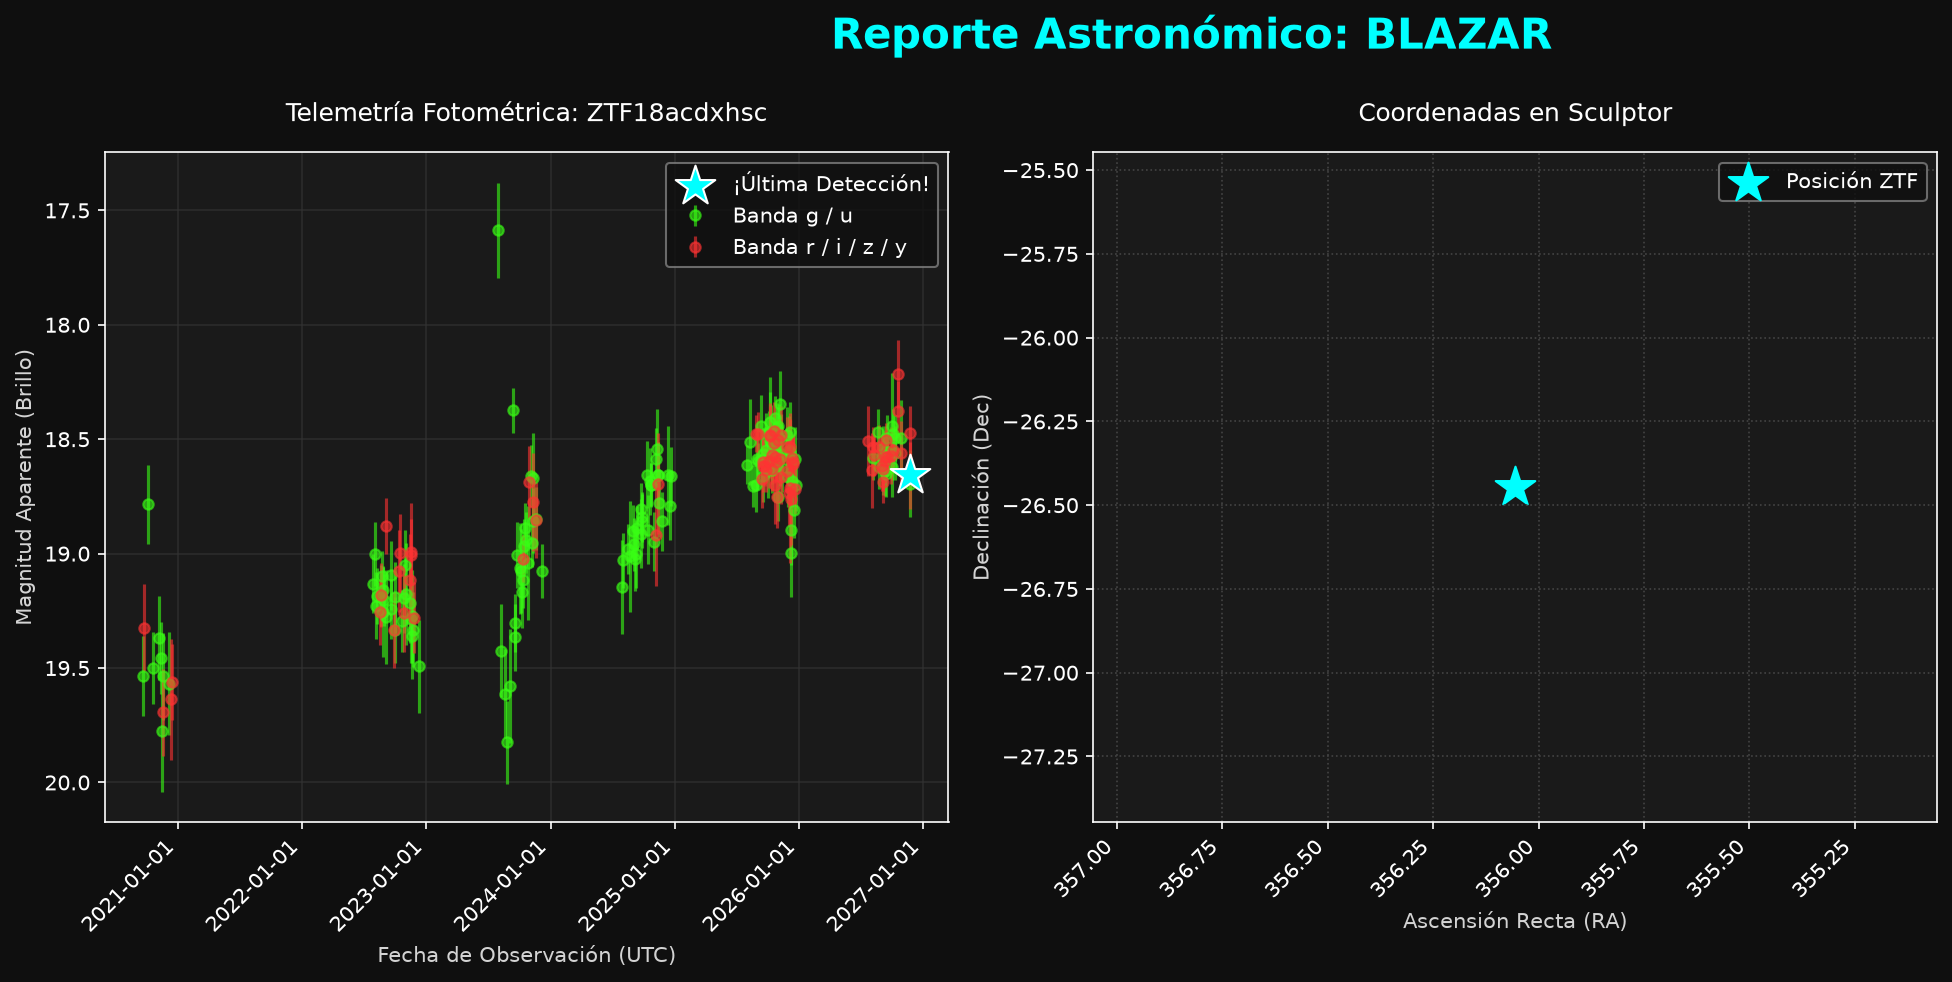 Reporte Astronómico: BLAZAR
Telemetría Fotométrica: ZTF18acdxhsc
¡Última Detección!
Banda g / u
Banda r / i / z / y
Magnitud Aparente (Brillo)
17.5
18.0
18.5
19.0
19.5
20.0
2021-01-01
2022-01-01
2023-01-01
2024-01-01
2025-01-01
2026-01-01
2027-01-01
Fecha de Observación (UTC)
Coordenadas en Sculptor
Posición ZTF
Declinación (Dec)
−25.50
−25.75
−26.00
−26.25
−26.50
−26.75
−27.00
−27.25
357.00
356.75
356.50
356.25
356.00
355.75
355.50
355.25
Ascensión Recta (RA)